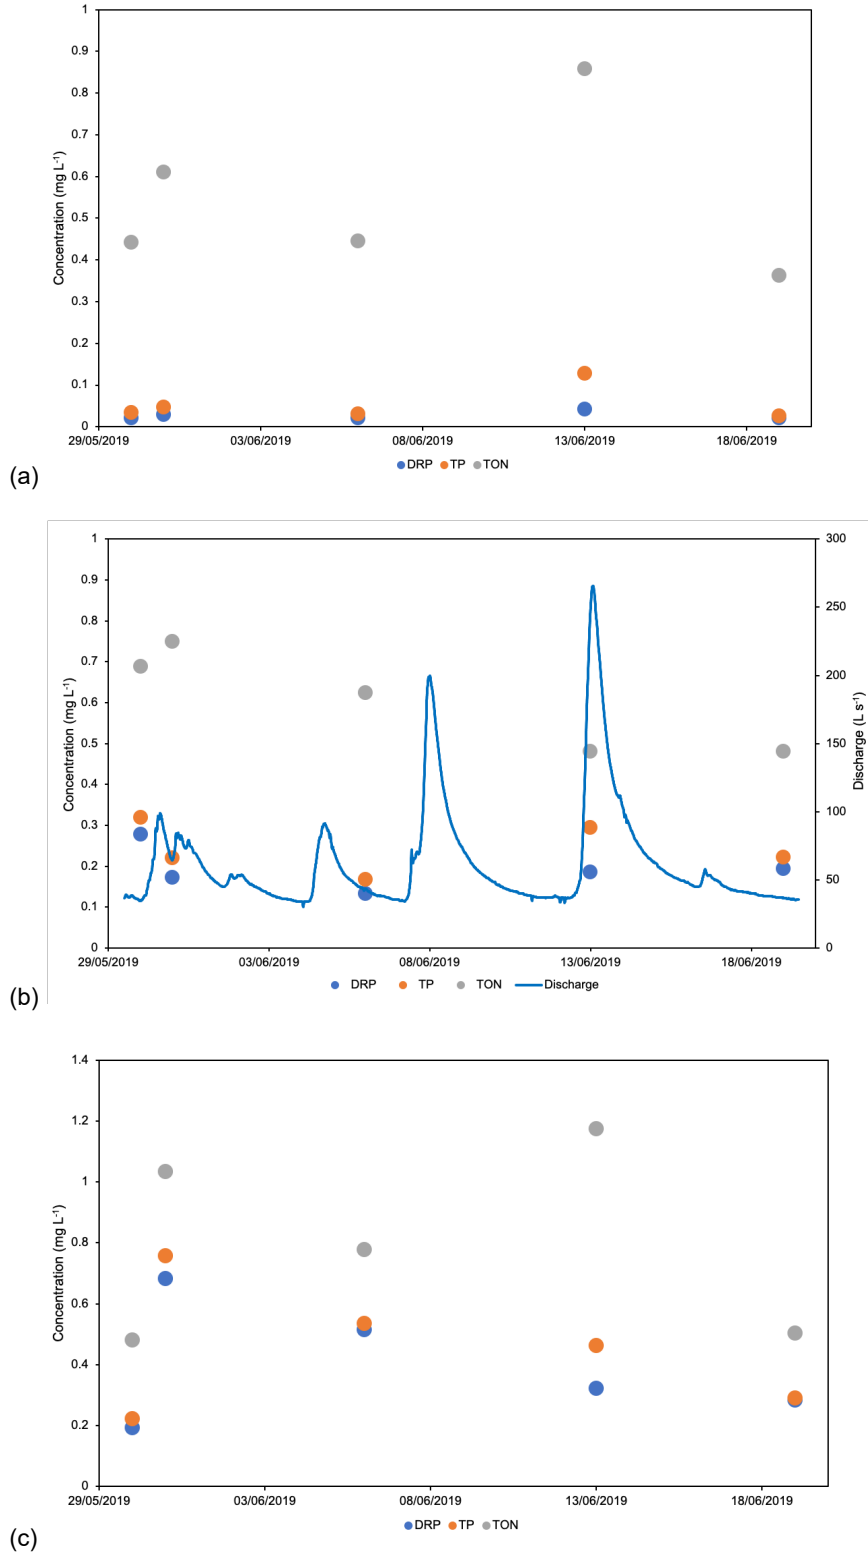 1
0.9
0.8
0.7
0.6
0.5
0.4
0.3
0.2
0.1
0
Concentration (mg L⁻¹)
29/05/2019 03/06/2019 08/06/2019 13/06/2019 18/06/2019
DRP TP TON
(a)
1 300
0.9
0.8 250
0.7
0.6 200
0.5 150
0.4
0.3 100
0.2
0.1 50
0 0
Concentration (mg L⁻¹)
Discharge (L s⁻¹)
29/05/2019 03/06/2019 08/06/2019 13/06/2019 18/06/2019
DRP TP TON Discharge
(b)
1.4
1.2
1
0.8
0.6
0.4
0.2
0
Concentration (mg L⁻¹)
29/05/2019 03/06/2019 08/06/2019 13/06/2019 18/06/2019
DRP TP TON
(c)